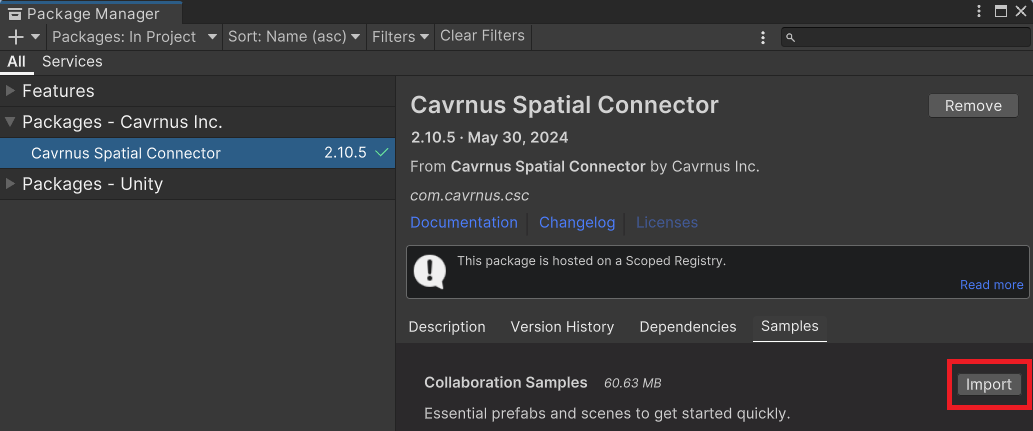 Package Manager
Packages: In Project
Sort: Name (asc)
Filters
Clear Filters
All
Services
Features
Packages - Cavrnus Inc.
Cavrnus Spatial Connector 2.10.5
Packages - Unity
Cavrnus Spatial Connector
Remove
2.10.5 · May 30, 2024
From Cavrnus Spatial Connector by Cavrnus Inc.
com.cavrnus.csc
Documentation
Changelog
Licenses
This package is hosted on a Scoped Registry.
Read more
Description
Version History
Dependencies
Samples
Collaboration Samples 60.63 MB
Import
Essential prefabs and scenes to get started quickly.